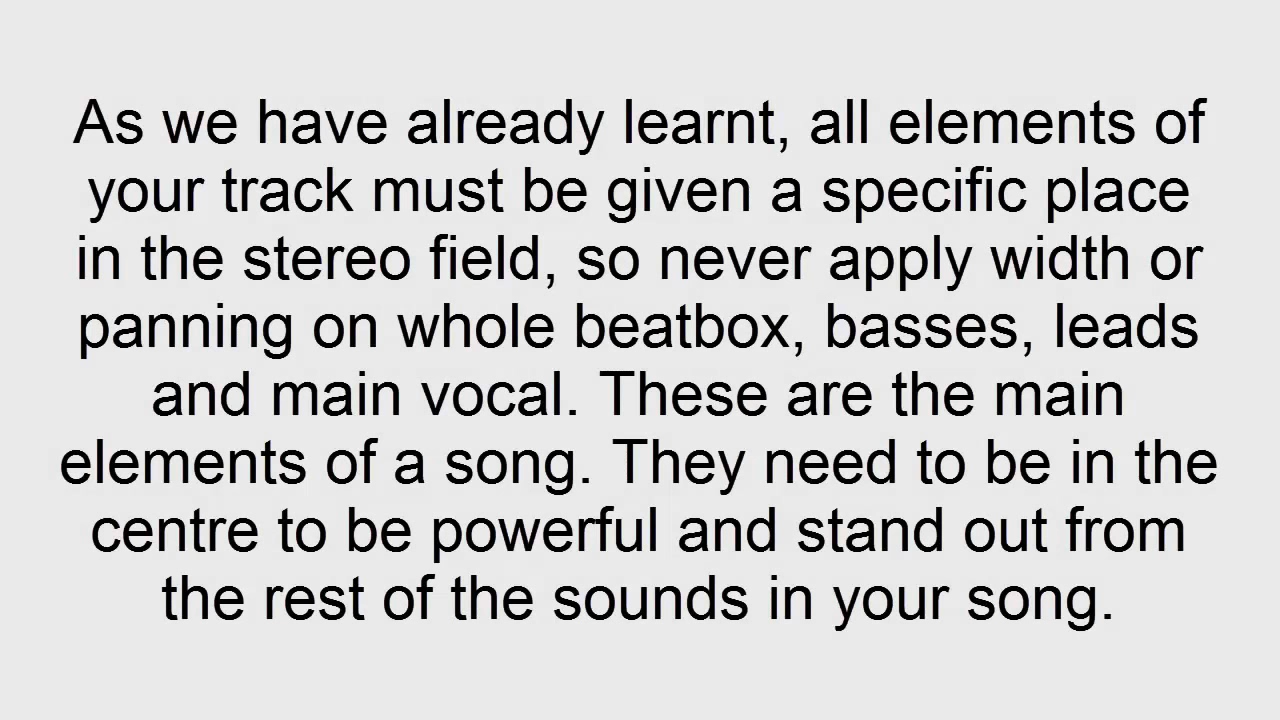 As we have already learnt, all elements of
your track must be given a specific place
in the stereo field, so never apply width or
panning on whole beatbox, basses, leads
and main vocal. These are the main
elements of a song. They need to be in the
centre to be powerful and stand out from
the rest of the sounds in your song.